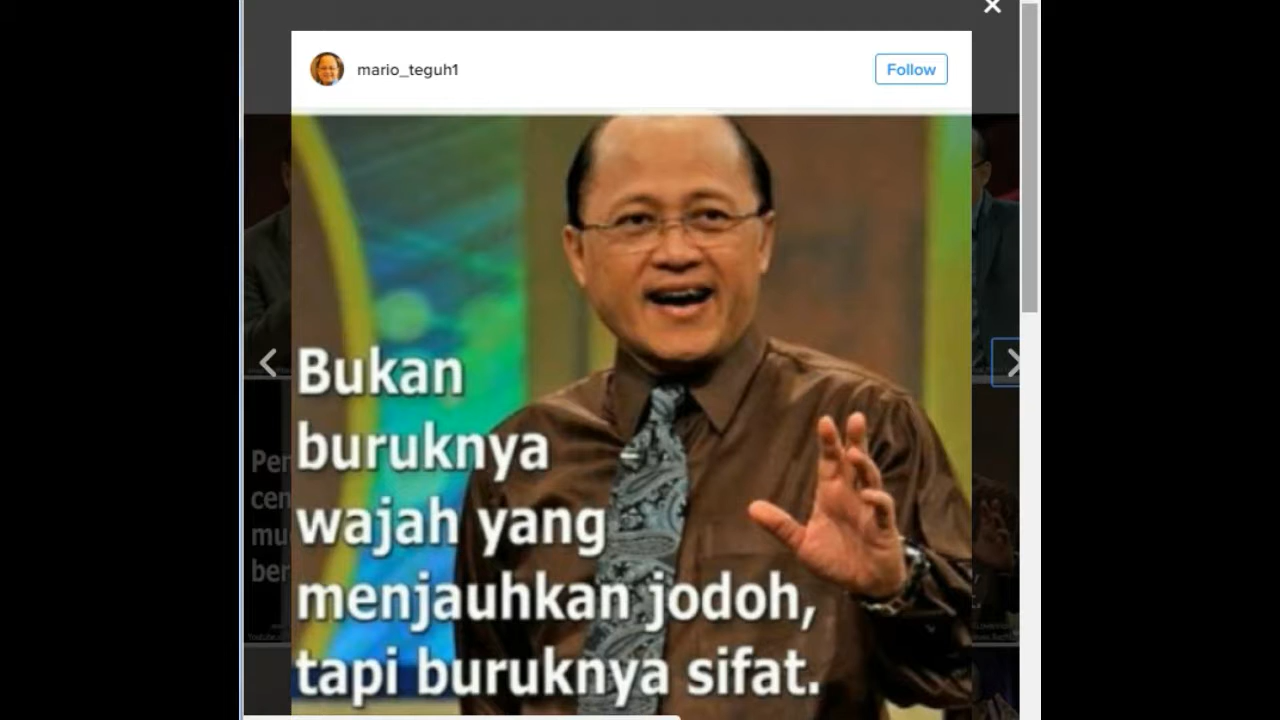 mario_teguh1
Follow
Bukan
buruknya
wajah yang
menjauhkan jodoh,
tapi buruknya sifat.